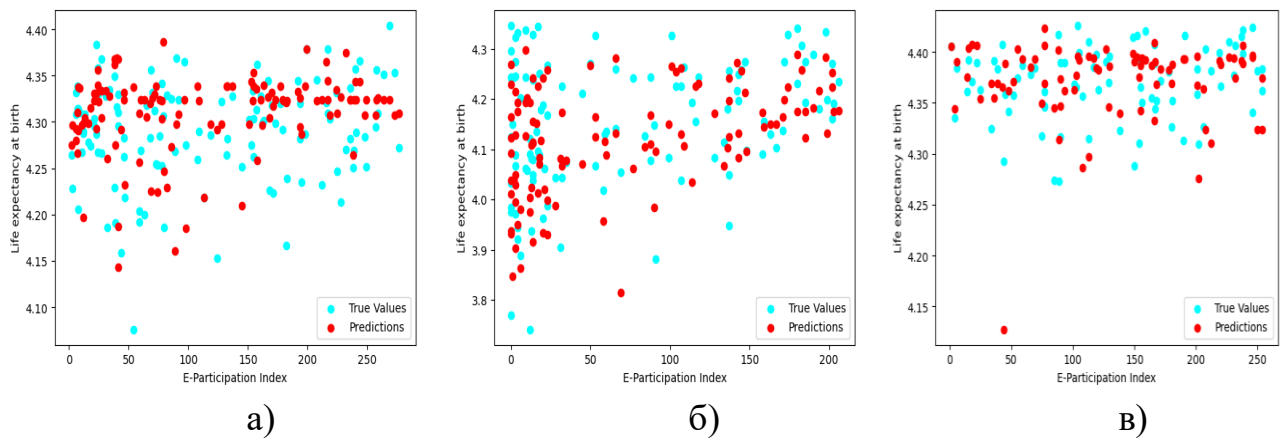 4.40
4.35
4.30
4.25
4.20
4.15
4.10
Life expectancy at birth
0 50 100 150 200 250
E-Participation Index
True Values
Predictions
а)
4.3
4.2
4.1
4.0
3.9
3.8
Life expectancy at birth
0 50 100 150 200
E-Participation Index
True Values
Predictions
б)
4.40
4.35
4.30
4.25
4.20
4.15
Life expectancy at birth
0 50 100 150 200 250
E-Participation Index
True Values
Predictions
в)